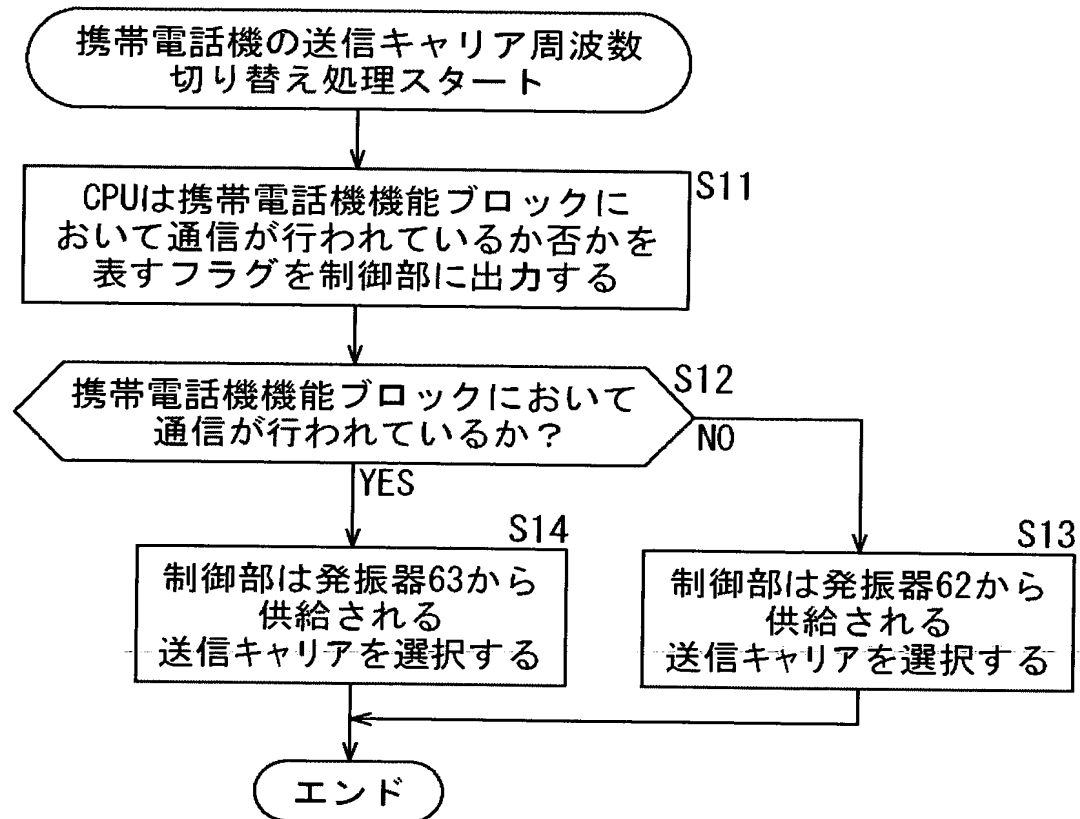 携帯電話機の送信キャリア周波数
切り替え処理スタート
S11
CPUは携帯電話機機能ブロックに
おいて通信が行われているか否かを
表すフラグを制御部に出力する
S12
携帯電話機機能ブロックにおいて
通信が行われているか？
NO
YES
S14
制御部は発振器63から
供給される
送信キャリアを選択する
S13
制御部は発振器62から
供給される
送信キャリアを選択する
エンド